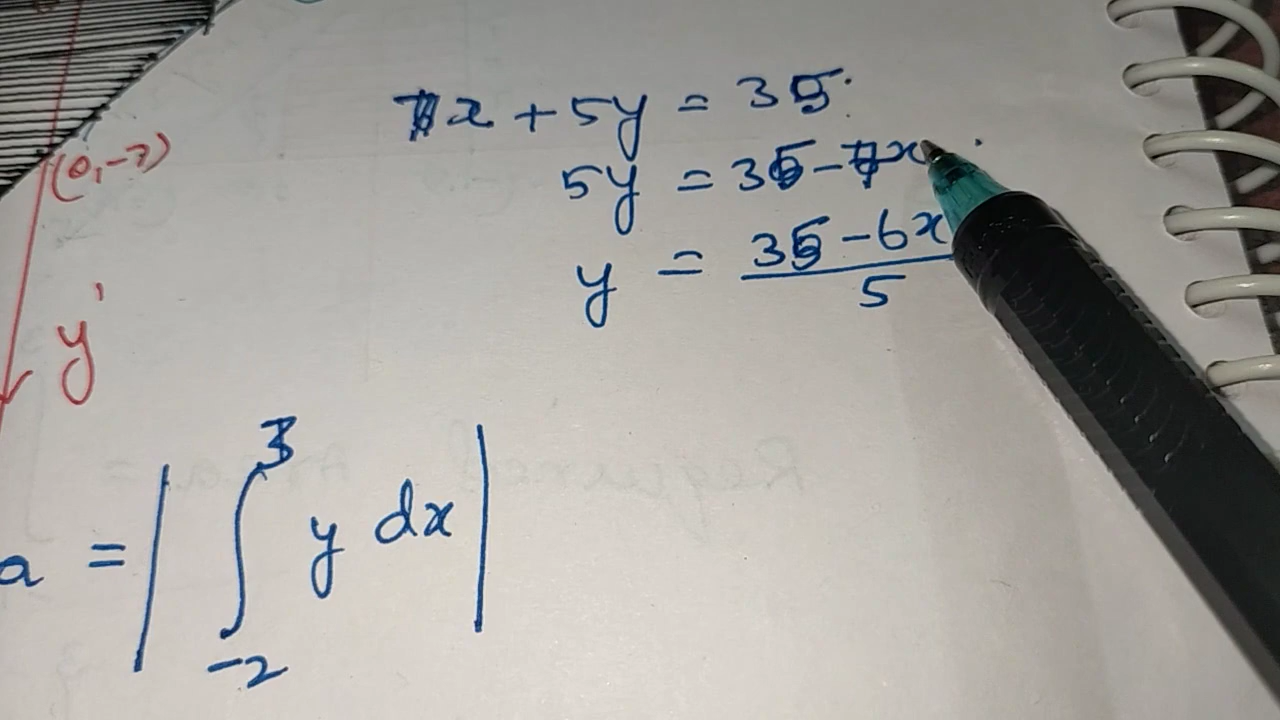 x + 5y = 35
(0,-7)
5y = 35 - x
y = 35 - 6x / 5
y'
a = | ∫_{-2}^{3} y dx |